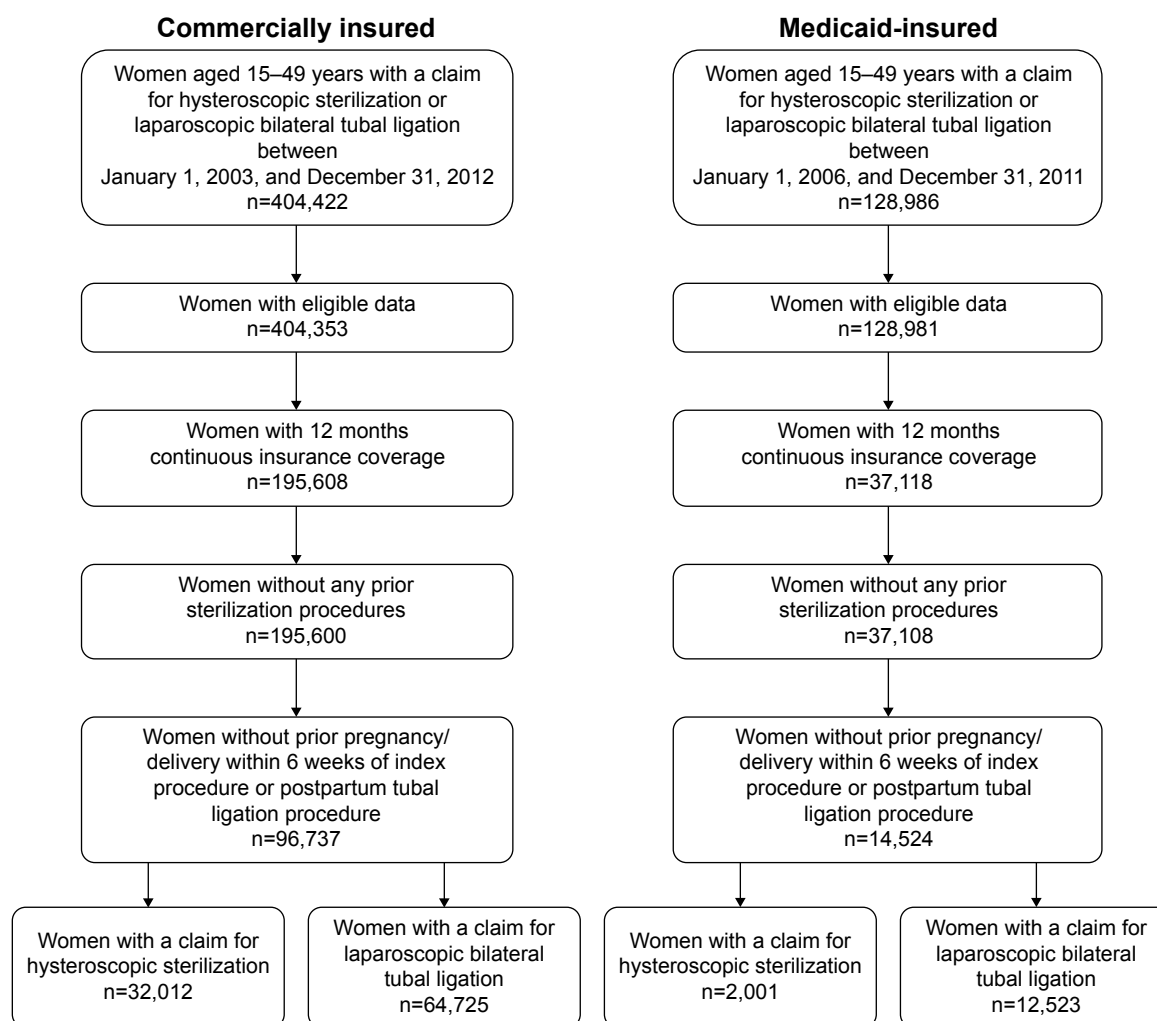 Commercially insured
Women aged 15–49 years with a claim
for hysteroscopic sterilization or
laparoscopic bilateral tubal ligation
between
January 1, 2003, and December 31, 2012
n=404,422
Women with eligible data
n=404,353
Women with 12 months
continuous insurance coverage
n=195,608
Women without any prior
sterilization procedures
n=195,600
Women without prior pregnancy/
delivery within 6 weeks of index
procedure or postpartum tubal
ligation procedure
n=96,737
Women with a claim for
hysteroscopic sterilization
n=32,012
Women with a claim for
laparoscopic bilateral
tubal ligation
n=64,725
Medicaid-insured
Women aged 15–49 years with a claim
for hysteroscopic sterilization or
laparoscopic bilateral tubal ligation
between
January 1, 2006, and December 31, 2011
n=128,986
Women with eligible data
n=128,981
Women with 12 months
continuous insurance coverage
n=37,118
Women without any prior
sterilization procedures
n=37,108
Women without prior pregnancy/
delivery within 6 weeks of index
procedure or postpartum tubal
ligation procedure
n=14,524
Women with a claim for
hysteroscopic sterilization
n=2,001
Women with a claim for
laparoscopic bilateral
tubal ligation
n=12,523